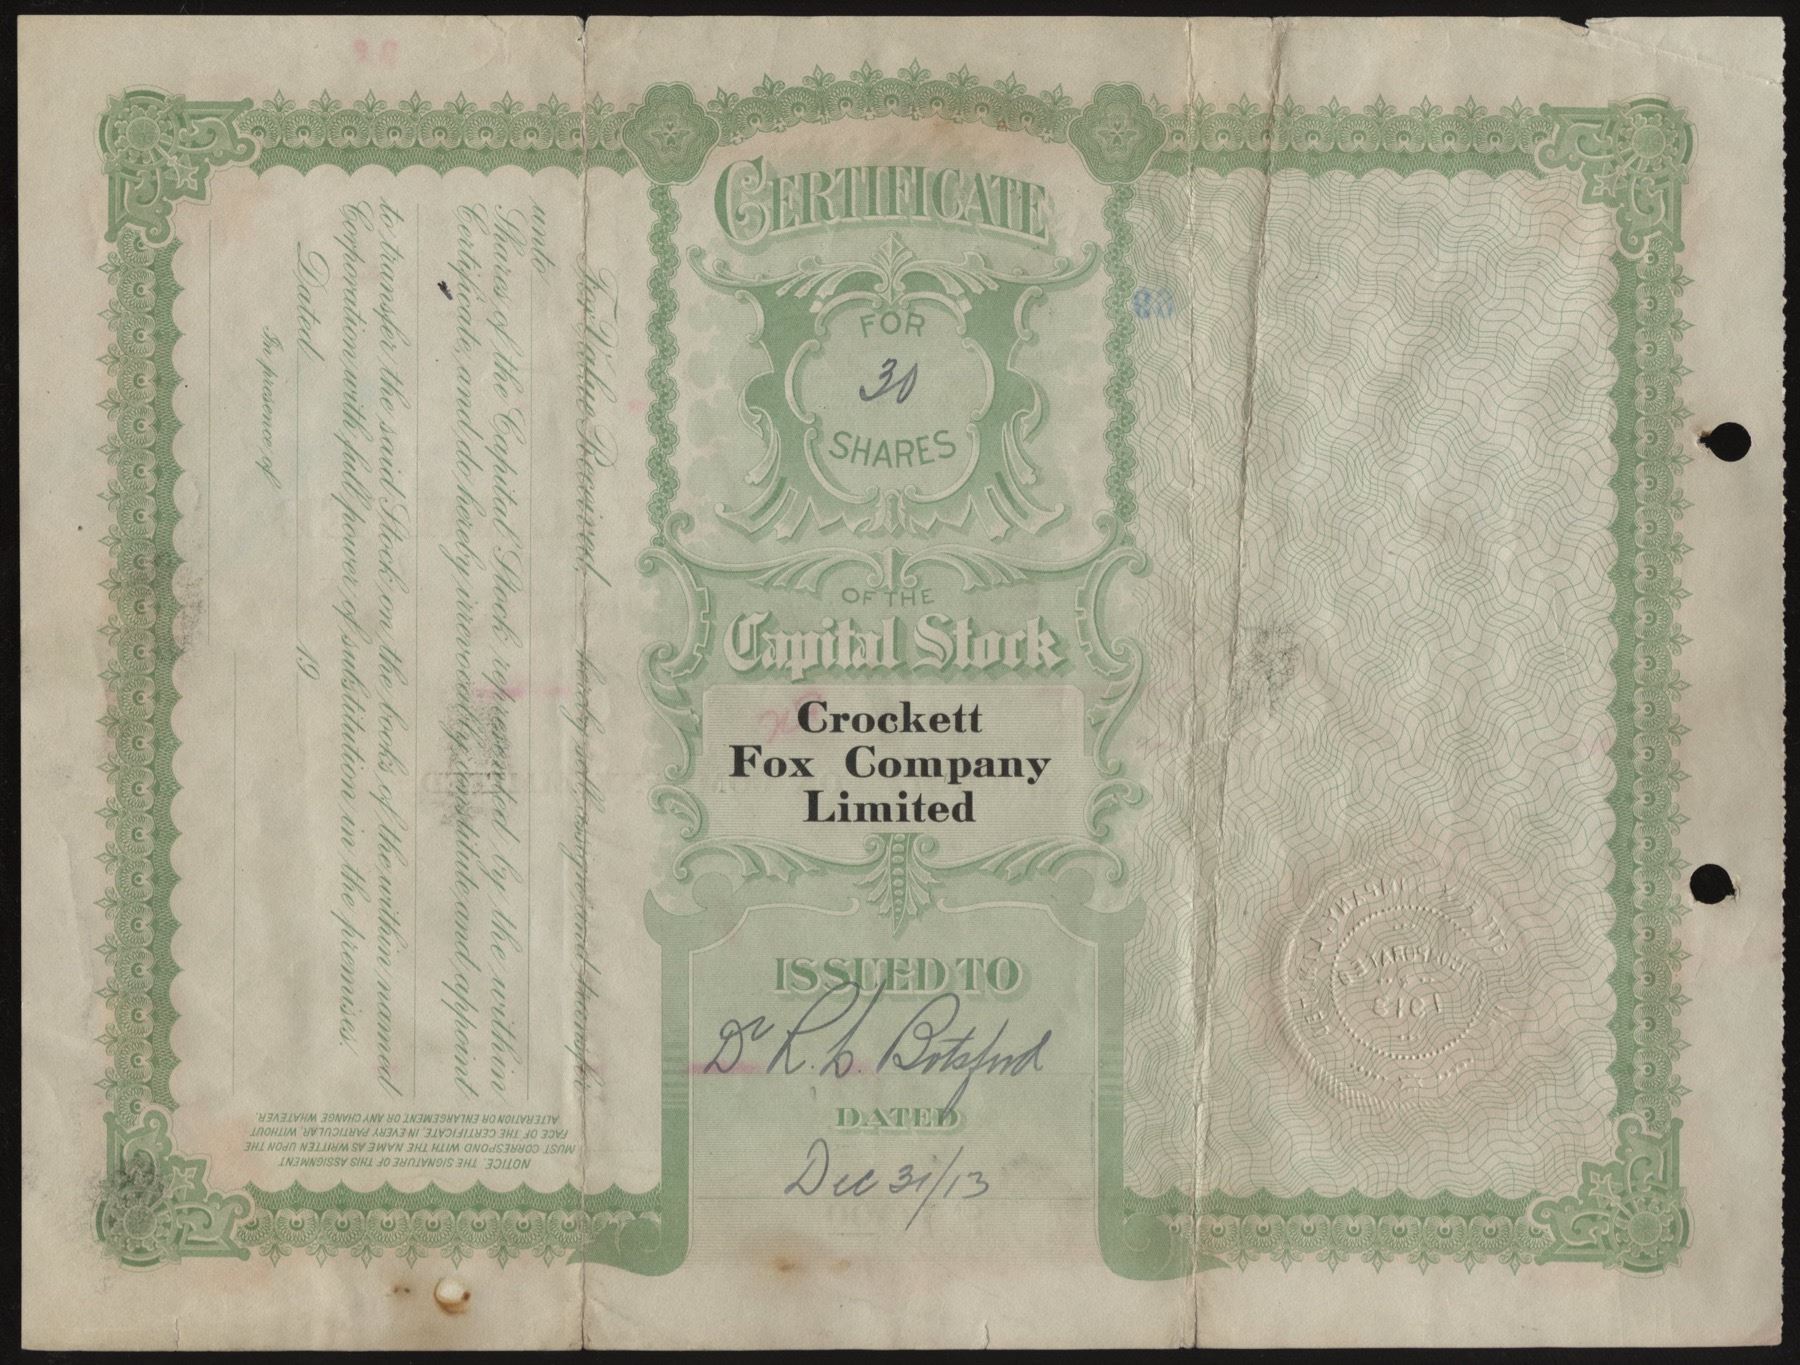 CERTIFICATE
FOR
30
SHARES
OF THE
Capital Stock
Crockett
Fox Company
Limited
ISSUED TO
Dr R. L. Botsford
DATED
Dec 31/13
For Value Received, hereby sell, assign and transfer
unto
Shares of the Capital Stock represented by the within
Certificate, and do hereby irrevocably constitute and appoint
to transfer the said Stock on the books of the within named
Corporation with full power of substitution in the premises.
Dated 19
In presence of
NOTICE. THE SIGNATURE OF THIS ASSIGNMENT
MUST CORRESPOND WITH THE NAME AS WRITTEN UPON THE
FACE OF THE CERTIFICATE, IN EVERY PARTICULAR, WITHOUT
ALTERATION OR ENLARGEMENT, OR ANY CHANGE WHATEVER.
INCORPORATED
1913